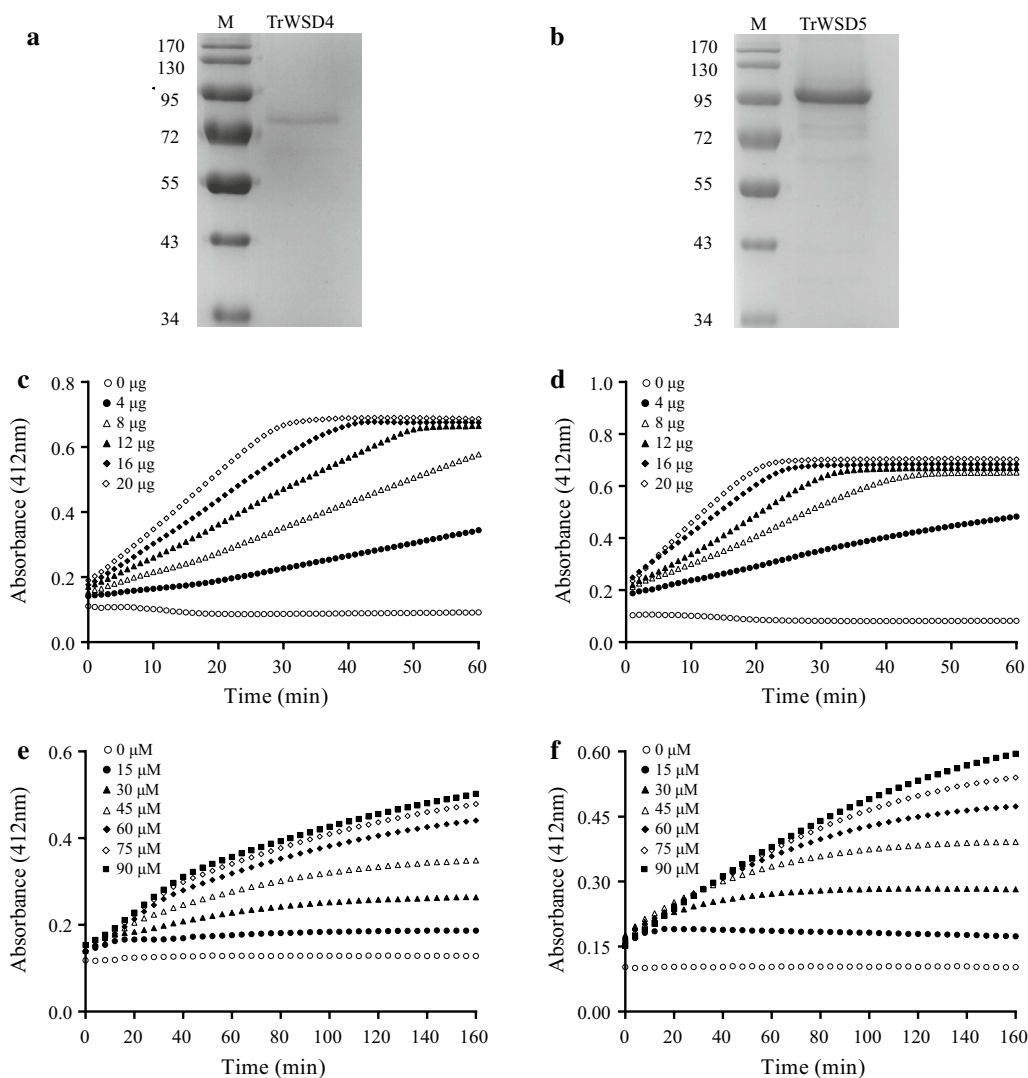 a
M TrWSD4
170
130
95
72
55
43
34
b
M TrWSD5
170
130
95
72
55
43
34
c
Absorbance (412nm)
0.8
0.6
0.4
0.2
0.0
0 μg
4 μg
8 μg
12 μg
16 μg
20 μg
0 10 20 30 40 50 60
Time (min)
d
Absorbance (412nm)
1.0
0.8
0.6
0.4
0.2
0.0
0 μg
4 μg
8 μg
12 μg
16 μg
20 μg
0 10 20 30 40 50 60
Time (min)
e
Absorbance (412nm)
0.6
0.4
0.2
0.0
0 μM
15 μM
30 μM
45 μM
60 μM
75 μM
90 μM
0 20 40 60 80 100 120 140 160
Time (min)
f
Absorbance (412nm)
0.60
0.45
0.30
0.15
0.00
0 μM
15 μM
30 μM
45 μM
60 μM
75 μM
90 μM
0 20 40 60 80 100 120 140 160
Time (min)